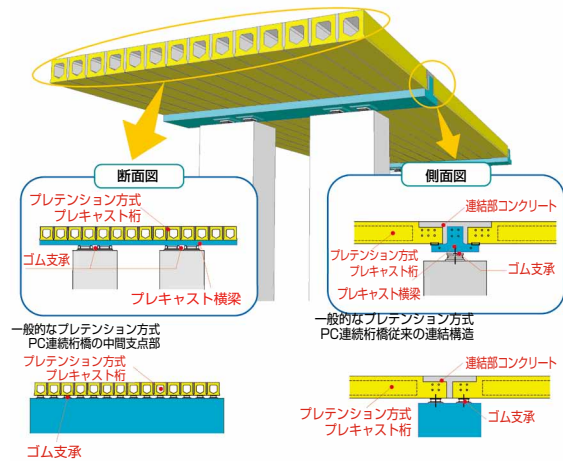 断面図
プレテンション方式
プレキャスト桁
ゴム支承
プレキャスト横梁
側面図
連結部コンクリート
プレテンション方式
プレキャスト桁
ゴム支承
プレキャスト横梁
一般的なプレテンション方式
PC連続桁橋の中間支点部
プレテンション方式
プレキャスト桁
ゴム支承
一般的なプレテンション方式
PC連続桁橋従来の連結構造
連結部コンクリート
プレテンション方式
プレキャスト桁
ゴム支承